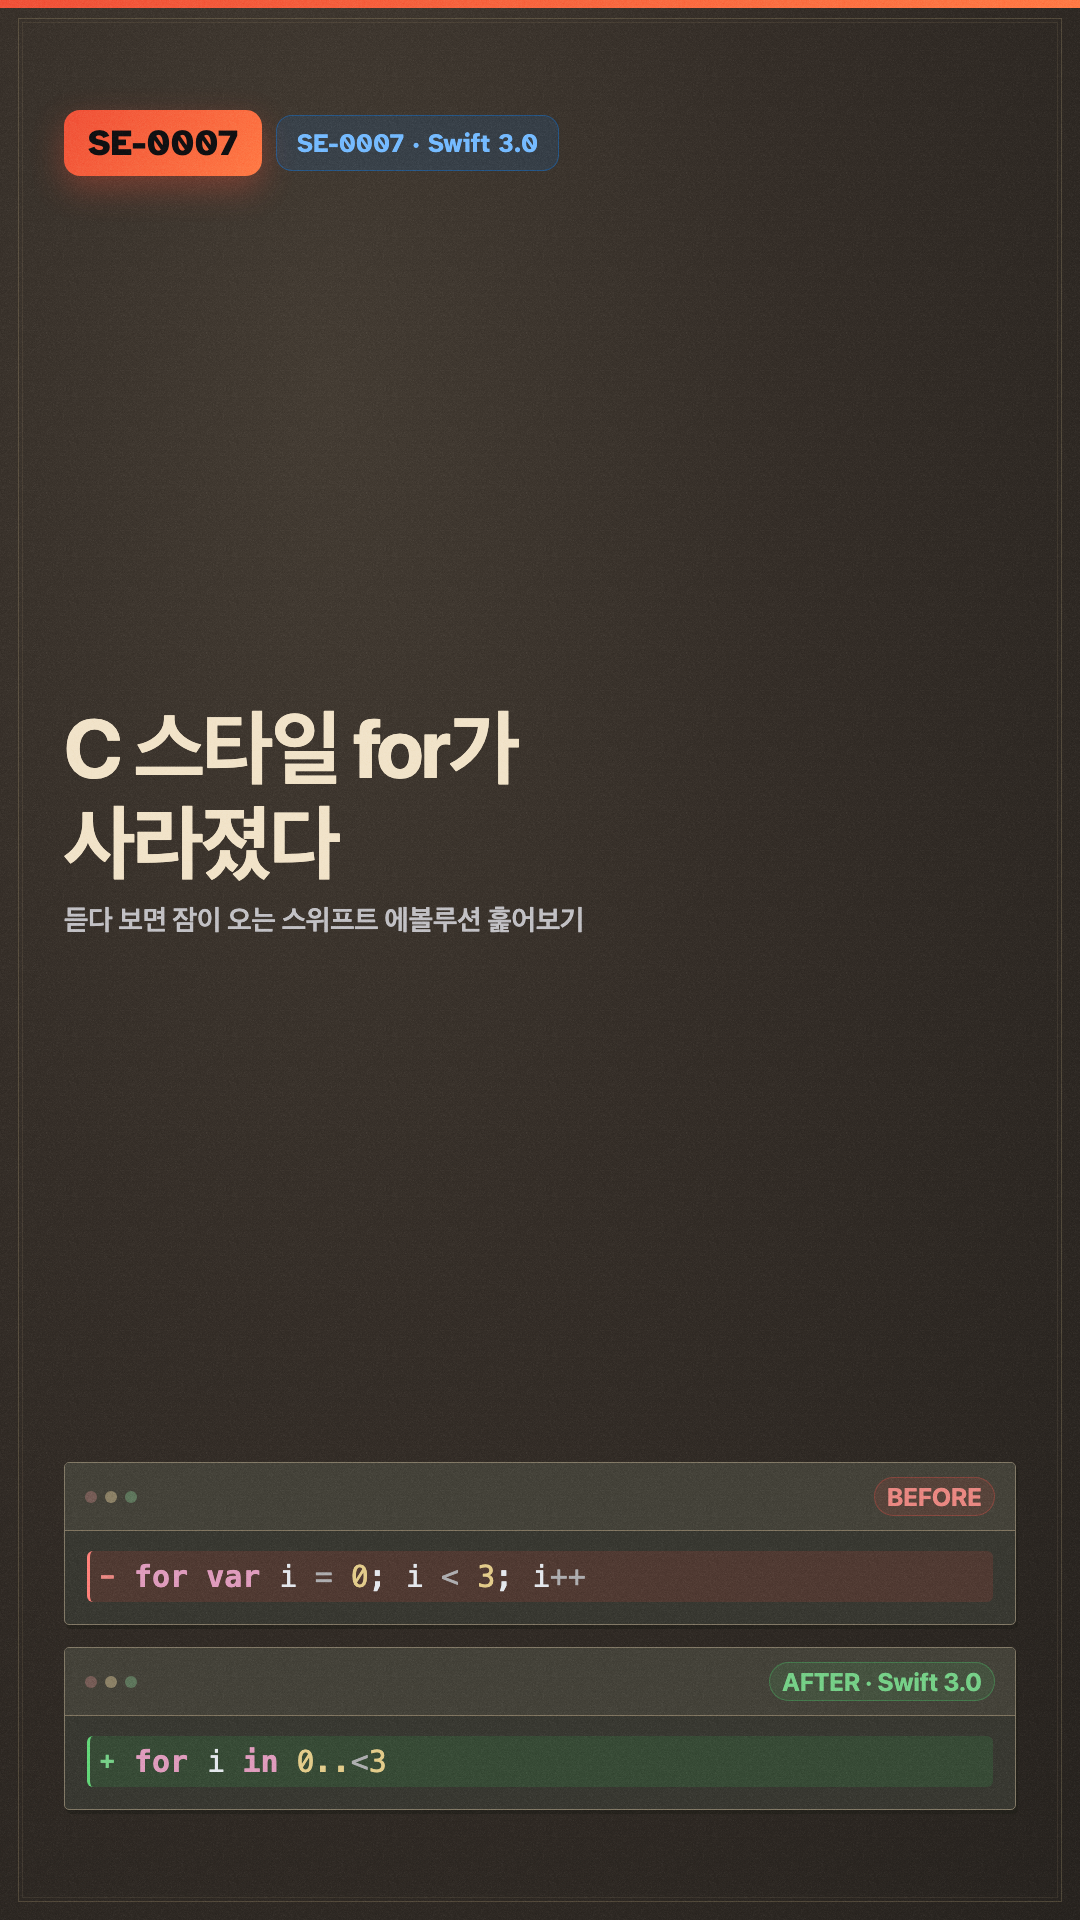 SE-0007
SE-0007 · Swift 3.0
C 스타일 for가
사라졌다
듣다 보면 잠이 오는 스위프트 에볼루션 훑어보기
BEFORE
- for var i = 0; i < 3; i++
AFTER · Swift 3.0
+ for i in 0..<3